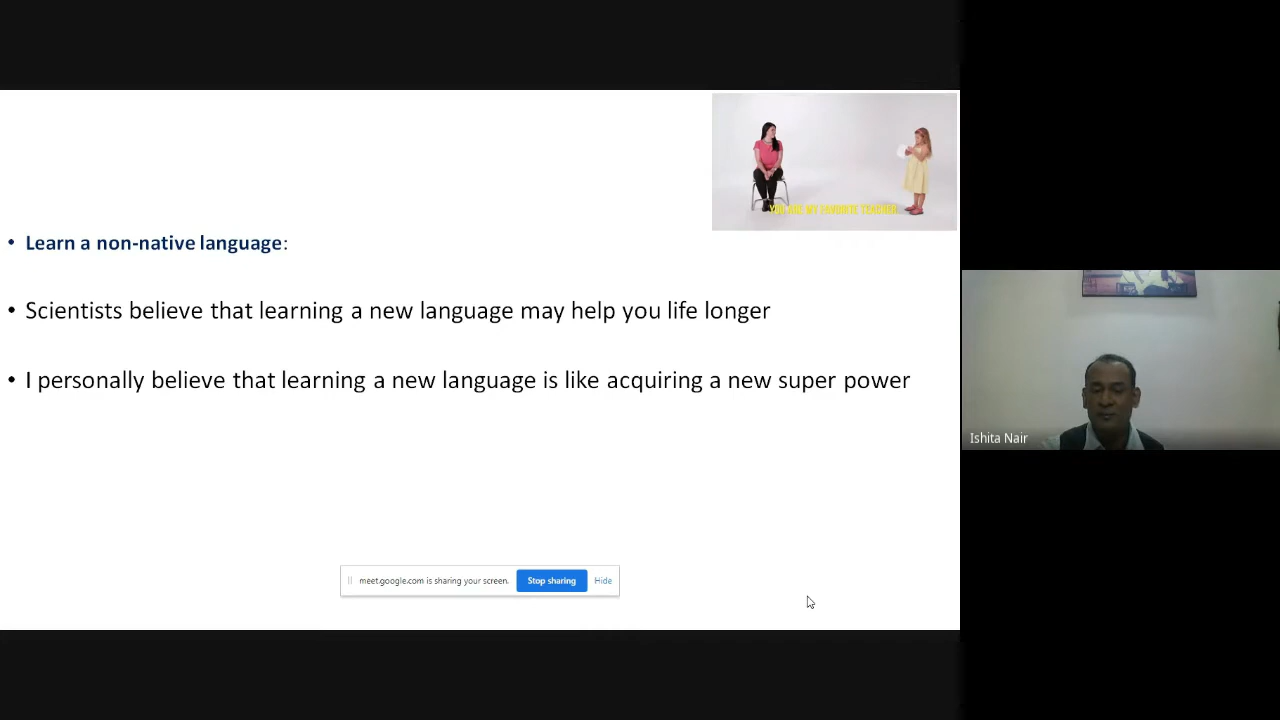 YOU ARE MY FAVORITE TEACHER
• Learn a non-native language:
• Scientists believe that learning a new language may help you life longer
• I personally believe that learning a new language is like acquiring a new super power
Ishita Nair
meet.google.com is sharing your screen. Stop sharing Hide